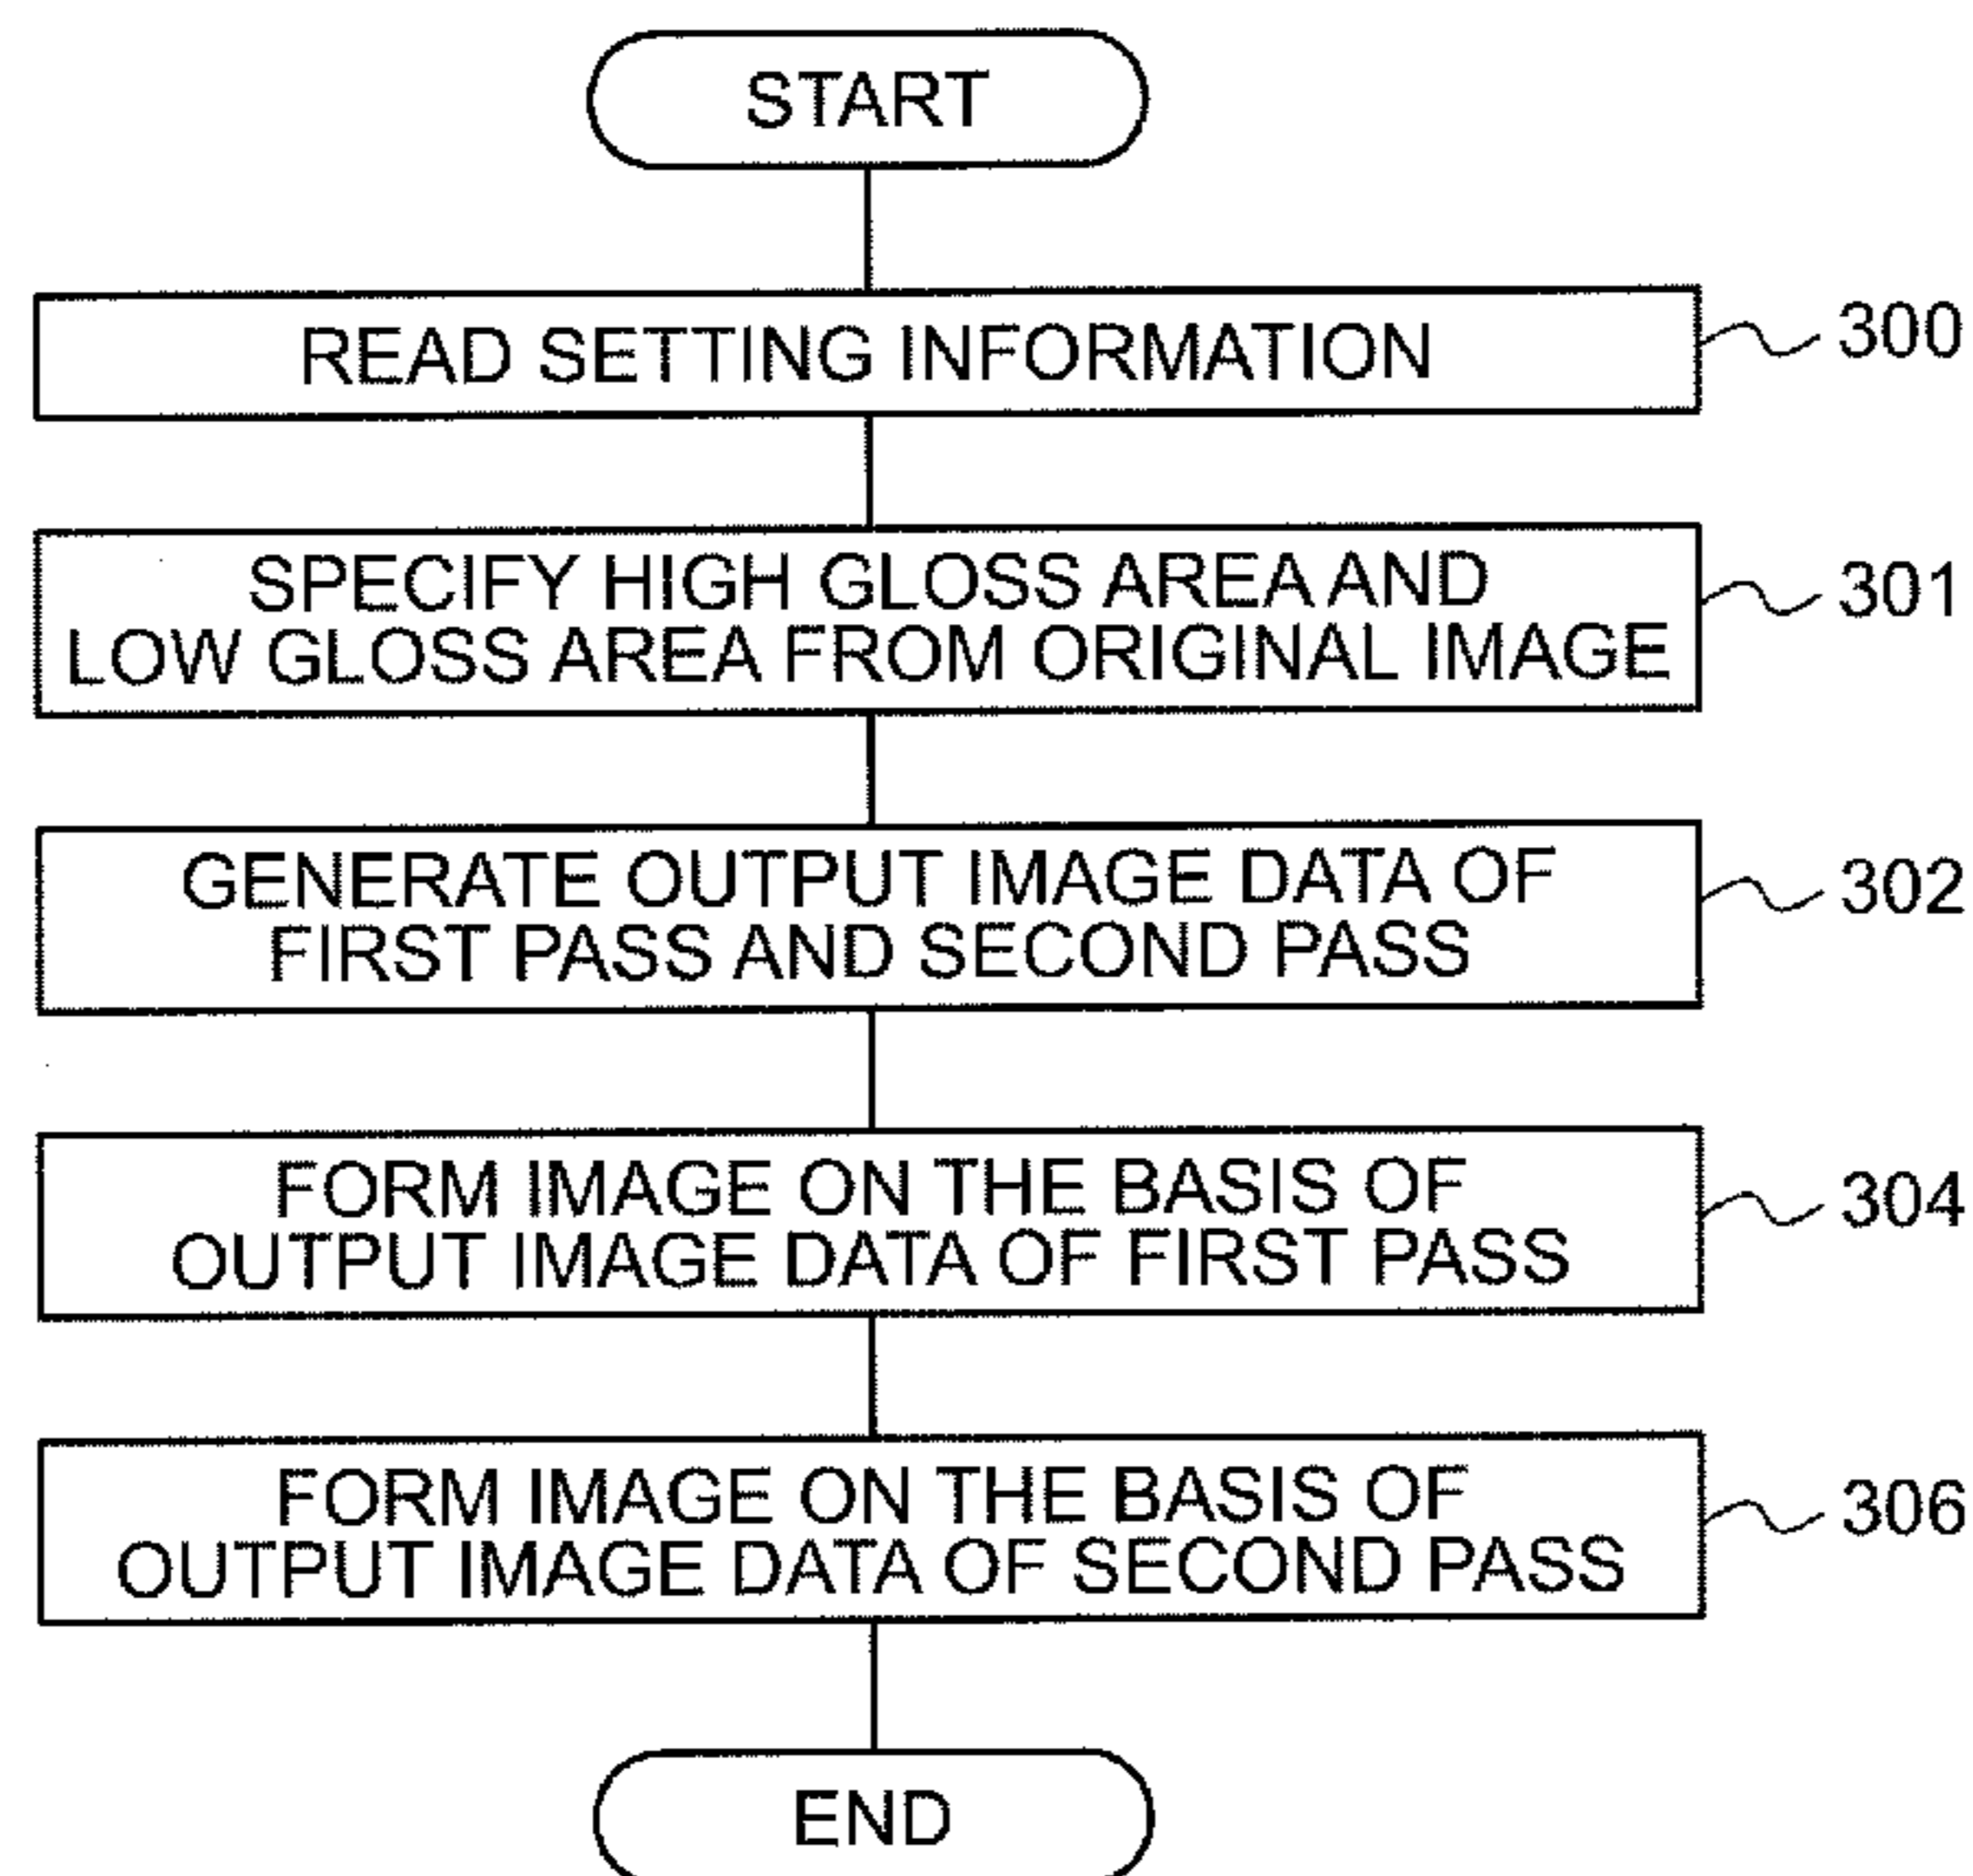 START
READ SETTING INFORMATION
300
SPECIFY HIGH GLOSS AREA AND
LOW GLOSS AREA FROM ORIGINAL IMAGE
301
GENERATE OUTPUT IMAGE DATA OF
FIRST PASS AND SECOND PASS
302
FORM IMAGE ON THE BASIS OF
OUTPUT IMAGE DATA OF FIRST PASS
304
FORM IMAGE ON THE BASIS OF
OUTPUT IMAGE DATA OF SECOND PASS
306
END